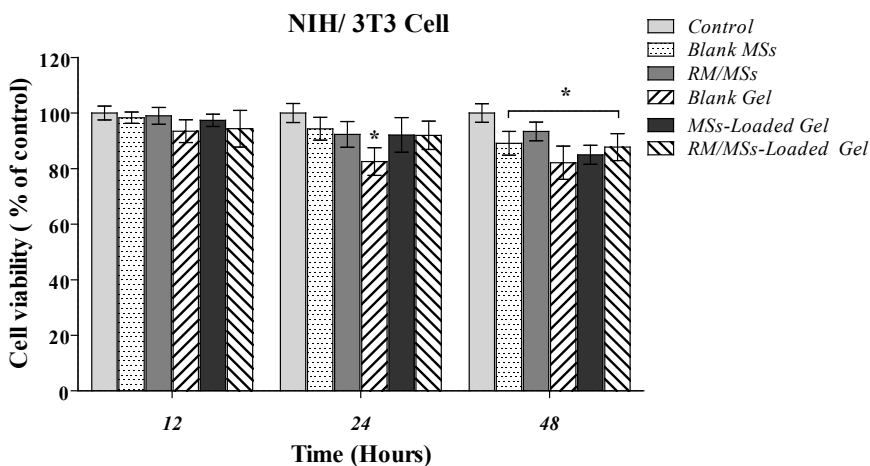 NIH/ 3T3 Cell
Control
Blank MSs
RM/MSs
Blank Gel
MSs-Loaded Gel
RM/MSs-Loaded Gel
Cell viability ( % of control)
120
100
80
60
40
20
0
*
*
12
24
48
Time (Hours)